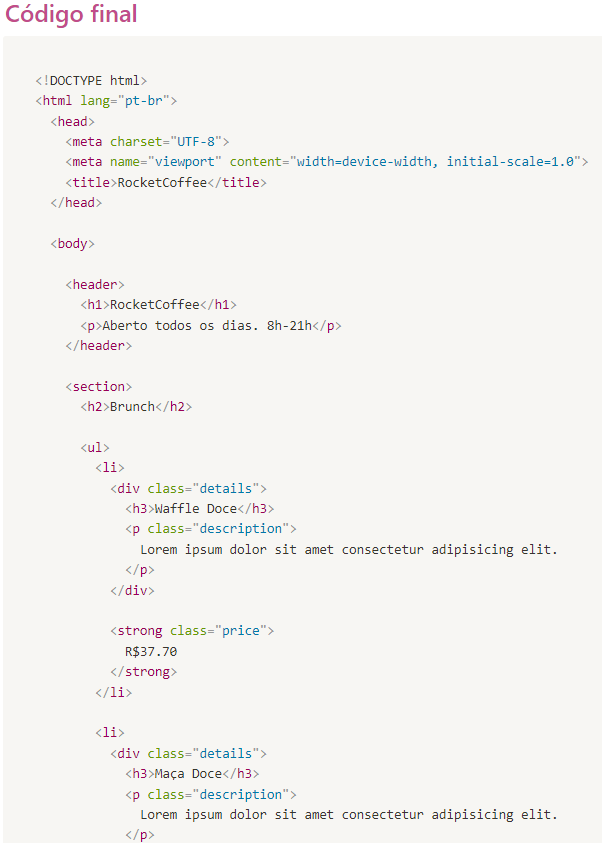 Código final
<!DOCTYPE html>
<html lang="pt-br">
<head>
<meta charset="UTF-8">
<meta name="viewport" content="width=device-width, initial-scale=1.0">
<title>RocketCoffee</title>
</head>
<body>
<header>
<h1>RocketCoffee</h1>
<p>Aberto todos os dias. 8h-21h</p>
</header>
<section>
<h2>Brunch</h2>
<ul>
<li>
<div class="details">
<h3>Waffle Doce</h3>
<p class="description">
Lorem ipsum dolor sit amet consectetur adipisicing elit.
</p>
</div>
<strong class="price">
R$37.70
</strong>
</li>
<li>
<div class="details">
<h3>Maça Doce</h3>
<p class="description">
Lorem ipsum dolor sit amet consectetur adipisicing elit.
</p>